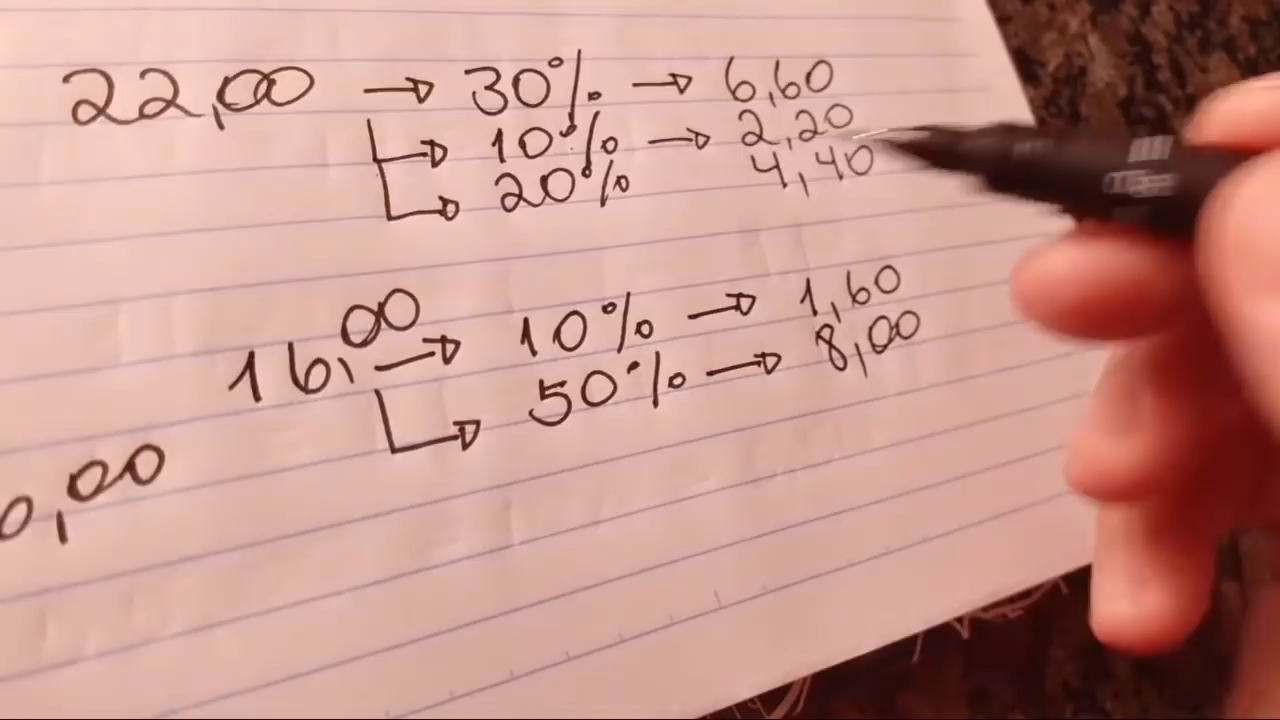 22,00 → 30% → 6,60
→ 10% → 2,20
→ 20% 4,40
16,00 → 10% → 1,60
→ 50% → 8,00
0,00